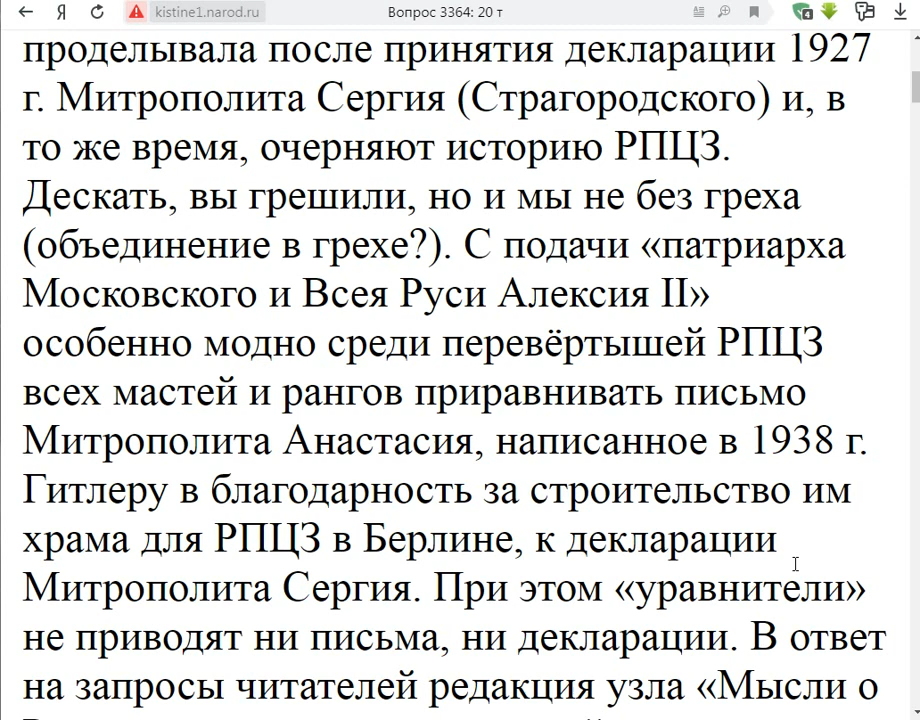 kistine1.narod.ru
Вопрос 3364: 20 т
проделывала после принятия декларации 1927
г. Митрополита Сергия (Страгородского) и, в
то же время, очерняют историю РПЦЗ.
Дескать, вы грешили, но и мы не без греха
(объединение в грехе?). С подачи «патриарха
Московского и Всея Руси Алексия II»
особенно модно среди перевёртышей РПЦЗ
всех мастей и рангов приравнивать письмо
Митрополита Анастасия, написанное в 1938 г.
Гитлеру в благодарность за строительство им
храма для РПЦЗ в Берлине, к декларации
Митрополита Сергия. При этом «уравнители»
не приводят ни письма, ни декларации. В ответ
на запросы читателей редакция узла «Мысли о